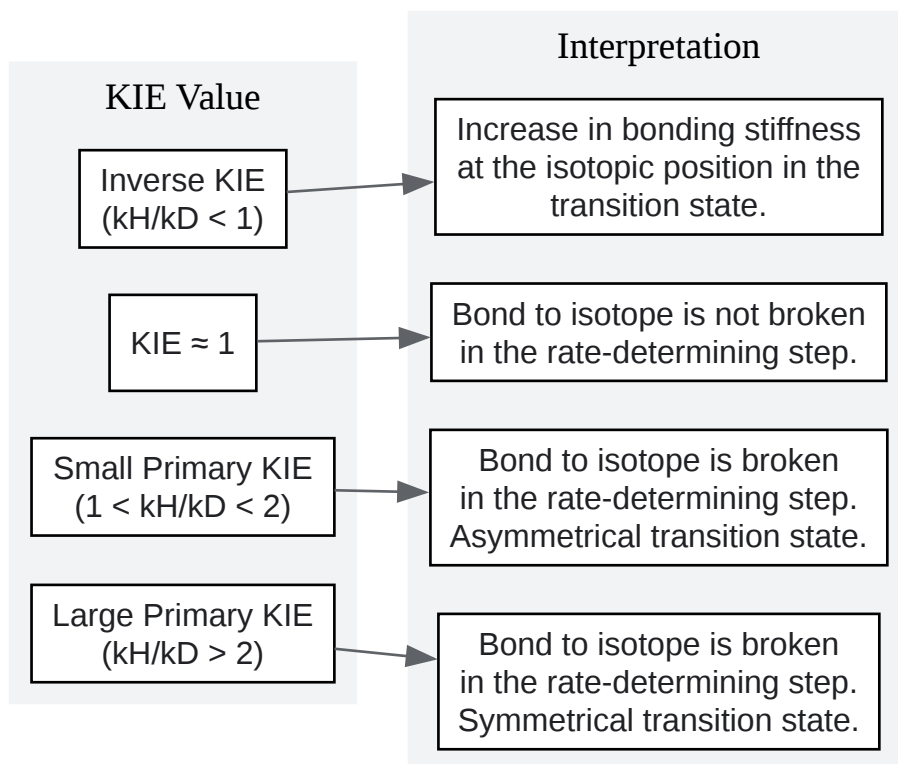 KIE Value
Inverse KIE
(kH/kD < 1)
KIE ≈ 1
Small Primary KIE
(1 < kH/kD < 2)
Large Primary KIE
(kH/kD > 2)
Interpretation
Increase in bonding stiffness
at the isotopic position in the
transition state.
Bond to isotope is not broken
in the rate-determining step.
Bond to isotope is broken
in the rate-determining step.
Asymmetrical transition state.
Bond to isotope is broken
in the rate-determining step.
Symmetrical transition state.